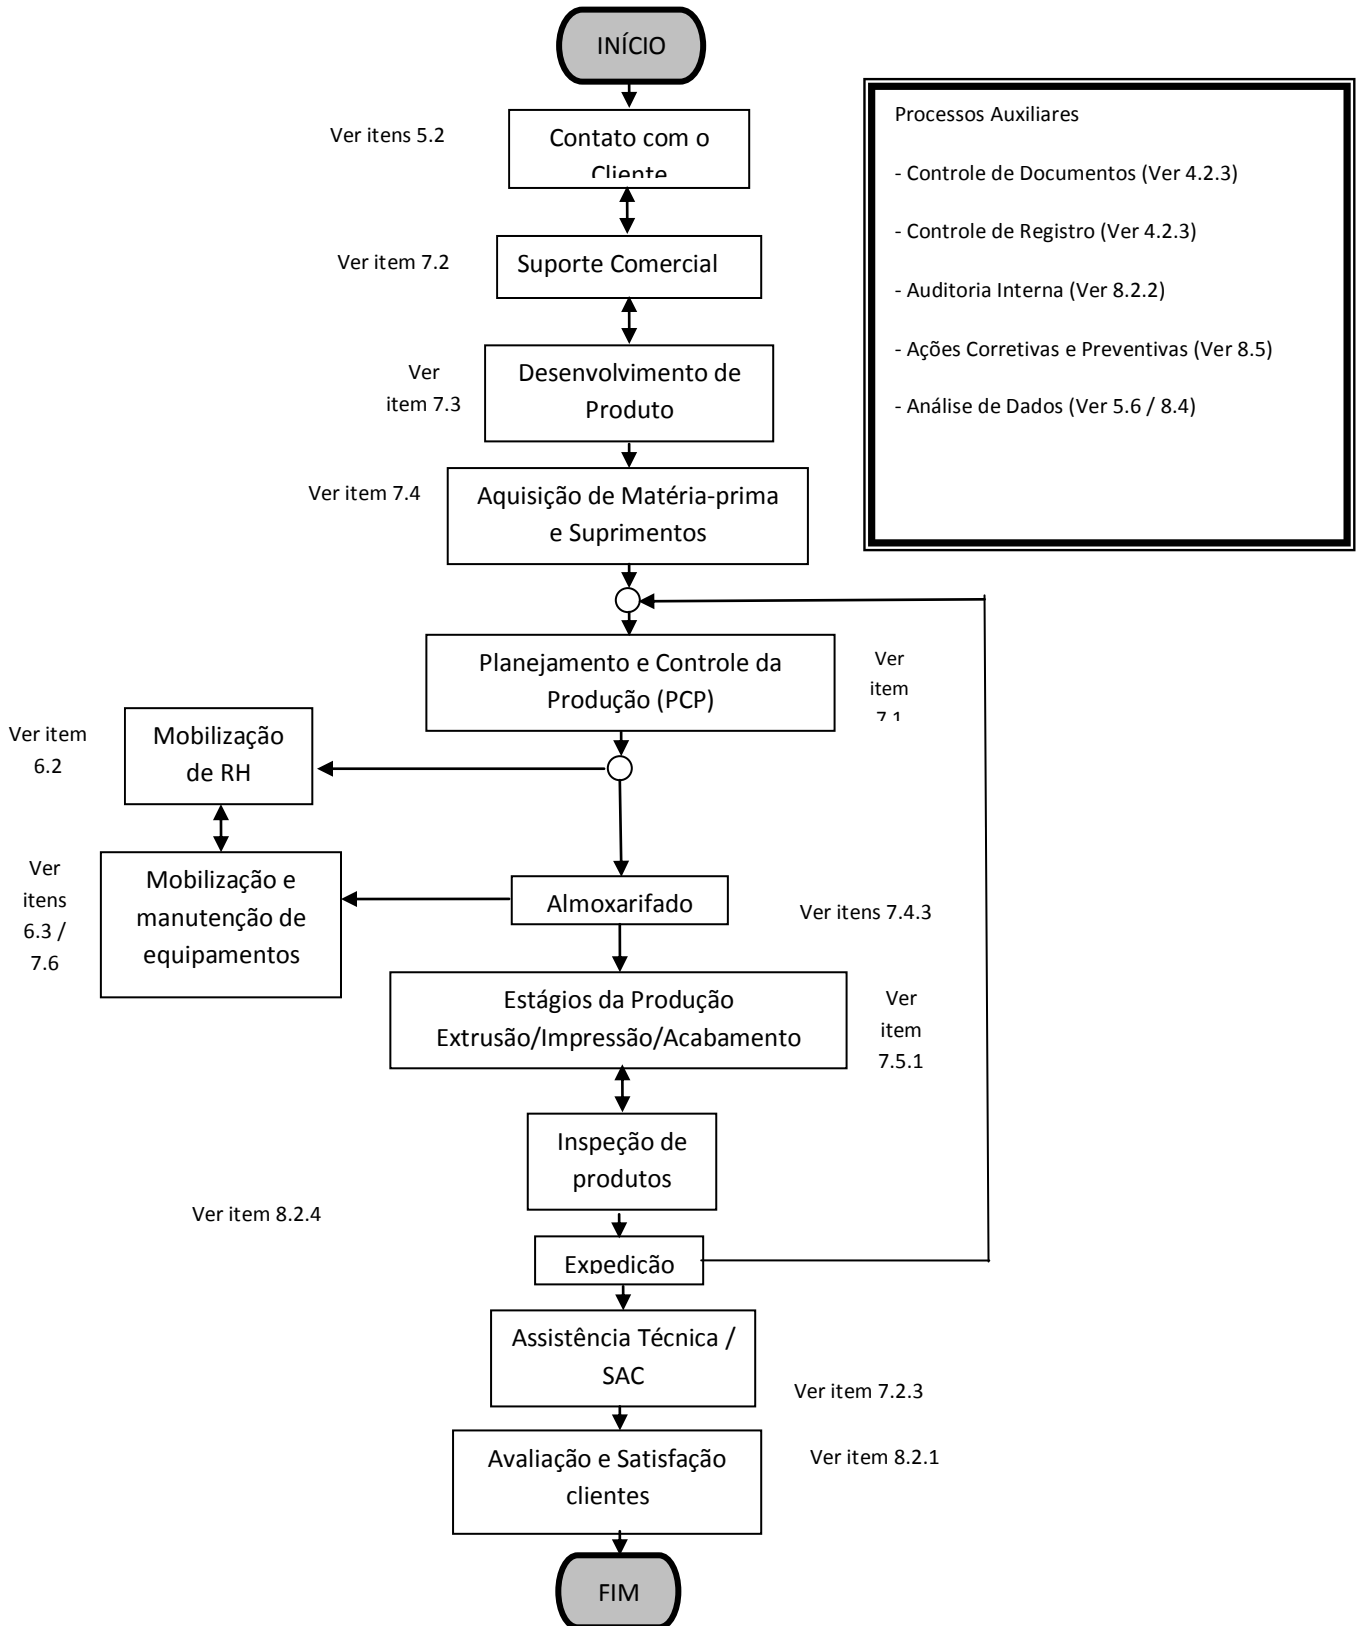 INÍCIO
Ver itens 5.2
Contato com o
Cliente
Processos Auxiliares
- Controle de Documentos (Ver 4.2.3)
- Controle de Registro (Ver 4.2.3)
- Auditoria Interna (Ver 8.2.2)
- Ações Corretivas e Preventivas (Ver 8.5)
- Análise de Dados (Ver 5.6 / 8.4)
Ver item 7.2
Suporte Comercial
Ver
item 7.3
Desenvolvimento de
Produto
Ver item 7.4
Aquisição de Matéria-prima
e Suprimentos
Planejamento e Controle da
Produção (PCP)
Ver
item
7.1
Ver item
6.2
Mobilização
de RH
Ver
itens
6.3 /
7.6
Mobilização e
manutenção de
equipamentos
Almoxarifado
Ver itens 7.4.3
Estágios da Produção
Extrusão/Impressão/Acabamento
Ver
item
7.5.1
Inspeção de
produtos
Ver item 8.2.4
Expedição
Assistência Técnica /
SAC
Ver item 7.2.3
Avaliação e Satisfação
clientes
Ver item 8.2.1
FIM